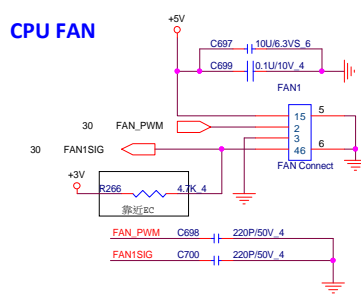 CPU FAN
+5V
C697 10U/6.3VS_6
C699 0.1U/10V_4
FAN1
30 FAN_PWM
30 FAN1SIG
15 5
2
3
46 6
FAN Connect
+3V
R266 4.7K_4
靠近EC
FAN_PWM C698 220P/50V_4
FAN1SIG C700 220P/50V_4